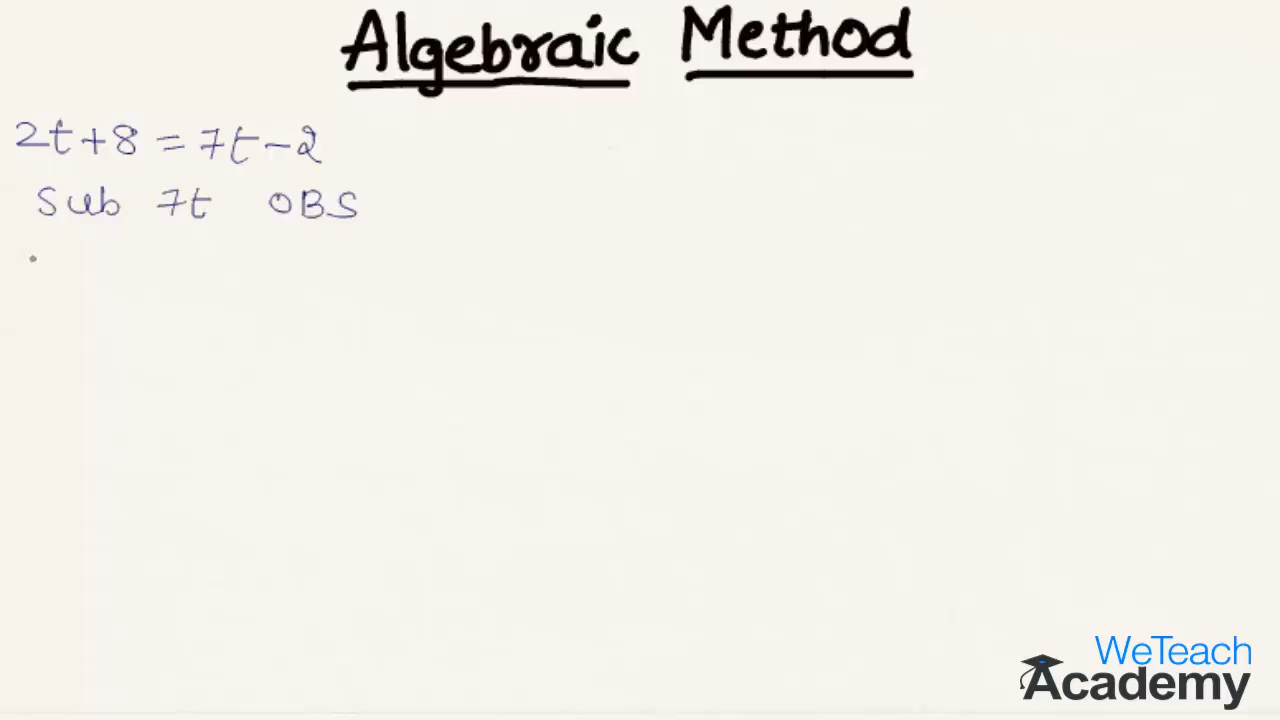 Algebraic Method
2t+8 = 7t-2
Sub 7t OBS
WeTeach
Academy